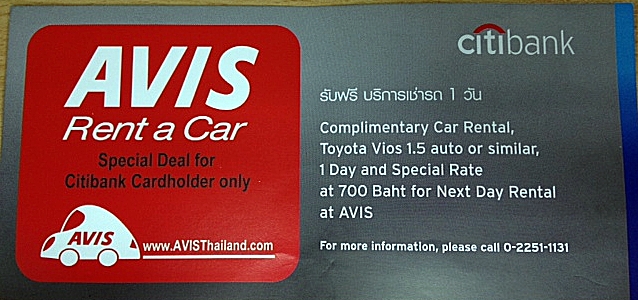 AVIS
Rent a Car
Special Deal for
Citibank Cardholder only
AVIS
www.AVISThailand.com
citibank
รับฟรี บริการเช่ารถ 1 วัน
Complimentary Car Rental,
Toyota Vios 1.5 auto or similar,
1 Day and Special Rate
at 700 Baht for Next Day Rental
at AVIS
For more information, please call 0-2251-1131